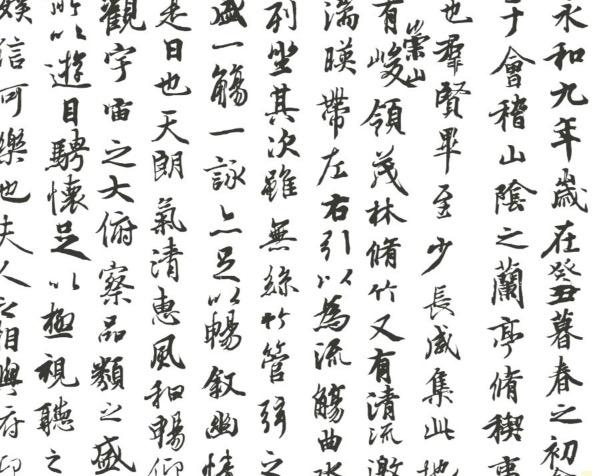 永和九年歲在癸丑暮春之初
于會稽山陰之蘭亭脩稧事
也羣賢畢至少長咸集此地
有崇山峻領茂林脩竹又有清流激
湍暎帶左右引以為流觴曲水
列坐其次雖無絲竹管弦之
盛一觴一詠亦足以暢敘幽情
是日也天朗氣清惠風和暢仰
觀宇宙之大俯察品類之盛
所以遊目騁懷足以極視聽之
娛信可樂也夫人之相與俯仰